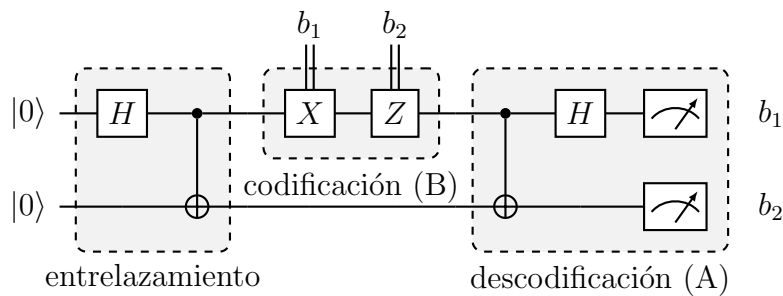 b₁ b₂
|0⟩ H X Z H b₁
codificación (B)
|0⟩ b₂
entrelazamiento descodificación (A)